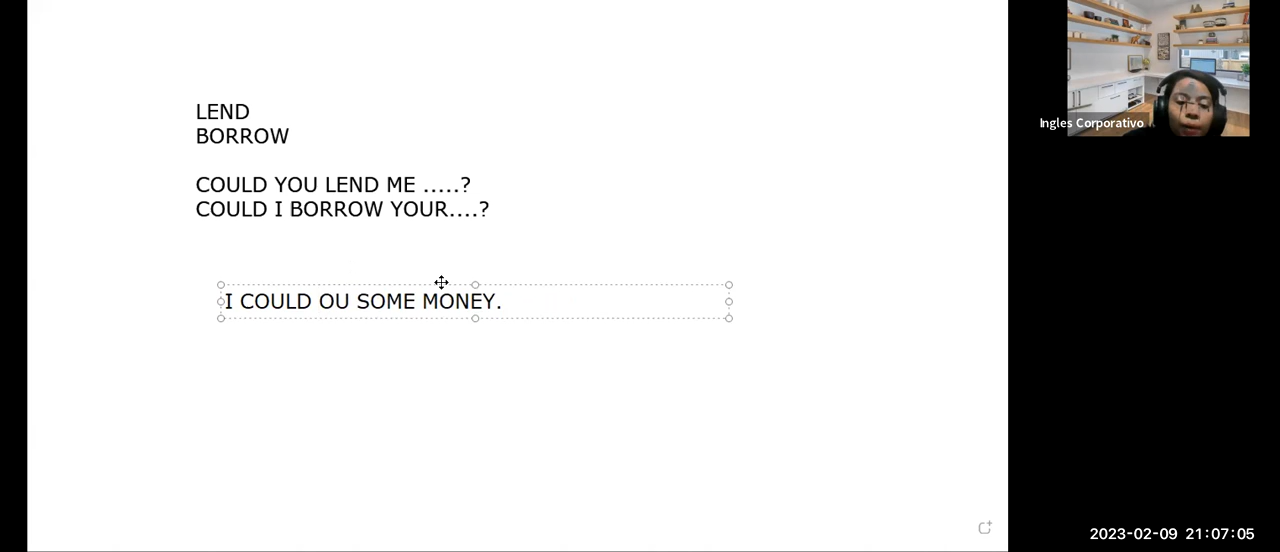 LEND
BORROW
COULD YOU LEND ME .....?
COULD I BORROW YOUR....?
I COULD OU SOME MONEY.
Ingles Corporativo
2023-02-09 21:07:05